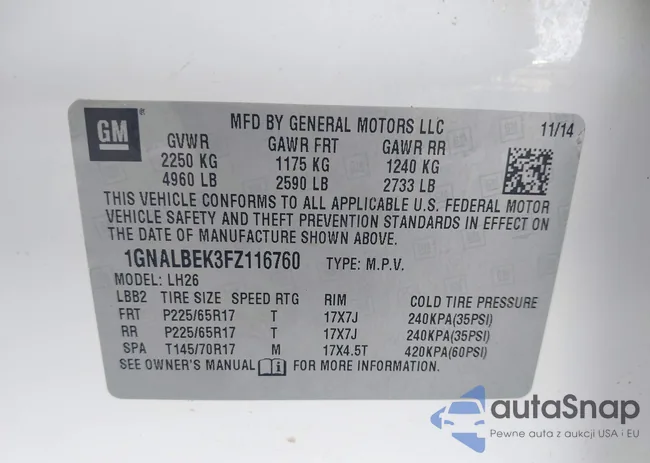 GM
MFD BY GENERAL MOTORS LLC 11/14
GVWR GAWR FRT GAWR RR
2250 KG 1175 KG 1240 KG
4960 LB 2590 LB 2733 LB
THIS VEHICLE CONFORMS TO ALL APPLICABLE U.S. FEDERAL MOTOR
VEHICLE SAFETY AND THEFT PREVENTION STANDARDS IN EFFECT ON
THE DATE OF MANUFACTURE SHOWN ABOVE.
1GNALBEK3FZ116760 TYPE: M.P.V.
MODEL: LH26
LBB2 TIRE SIZE SPEED RTG RIM COLD TIRE PRESSURE
FRT P225/65R17 T 17X7J 240KPA(35PSI)
RR P225/65R17 T 17X7J 240KPA(35PSI)
SPA T145/70R17 M 17X4.5T 420KPA(60PSI)
SEE OWNER'S MANUAL FOR MORE INFORMATION.
autaSnap
Pewne auta z aukcji USA i EU